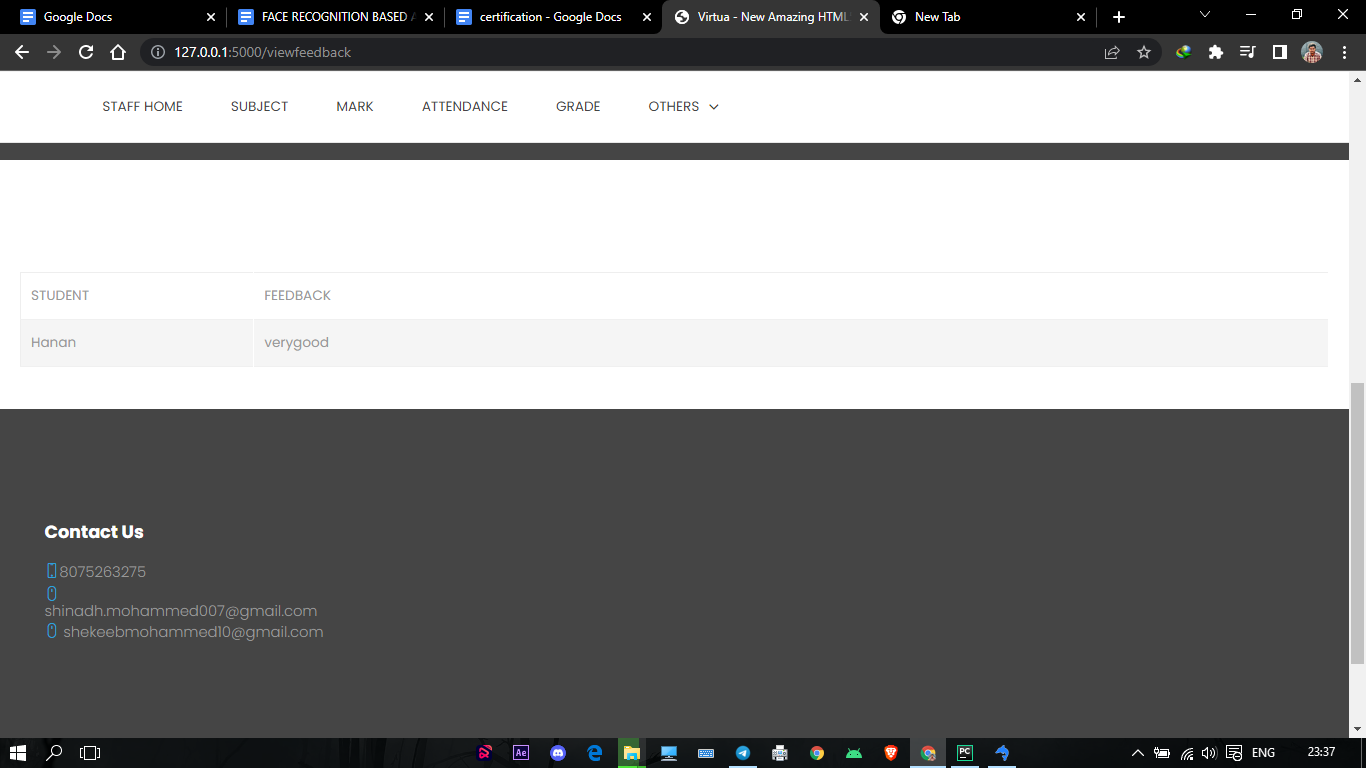 Google Docs
FACE RECOGNITION BASED
certification - Google Docs
Virtua - New Amazing HTML
New Tab
127.0.0.1:5000/viewfeedback
STAFF HOME SUBJECT MARK ATTENDANCE GRADE OTHERS
STUDENT FEEDBACK
Hanan verygood
Contact Us
8075263275
shinadh.mohammed007@gmail.com
shekeebmohammed10@gmail.com
Ae
PC
ENG
23:37